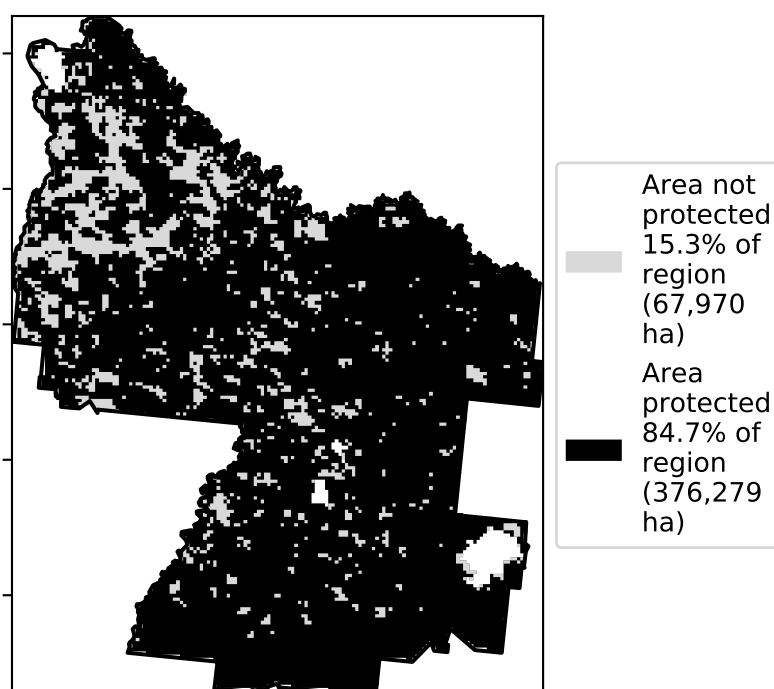 Area not
protected
15.3% of
region
(67,970
ha)
Area
protected
84.7% of
region
(376,279
ha)